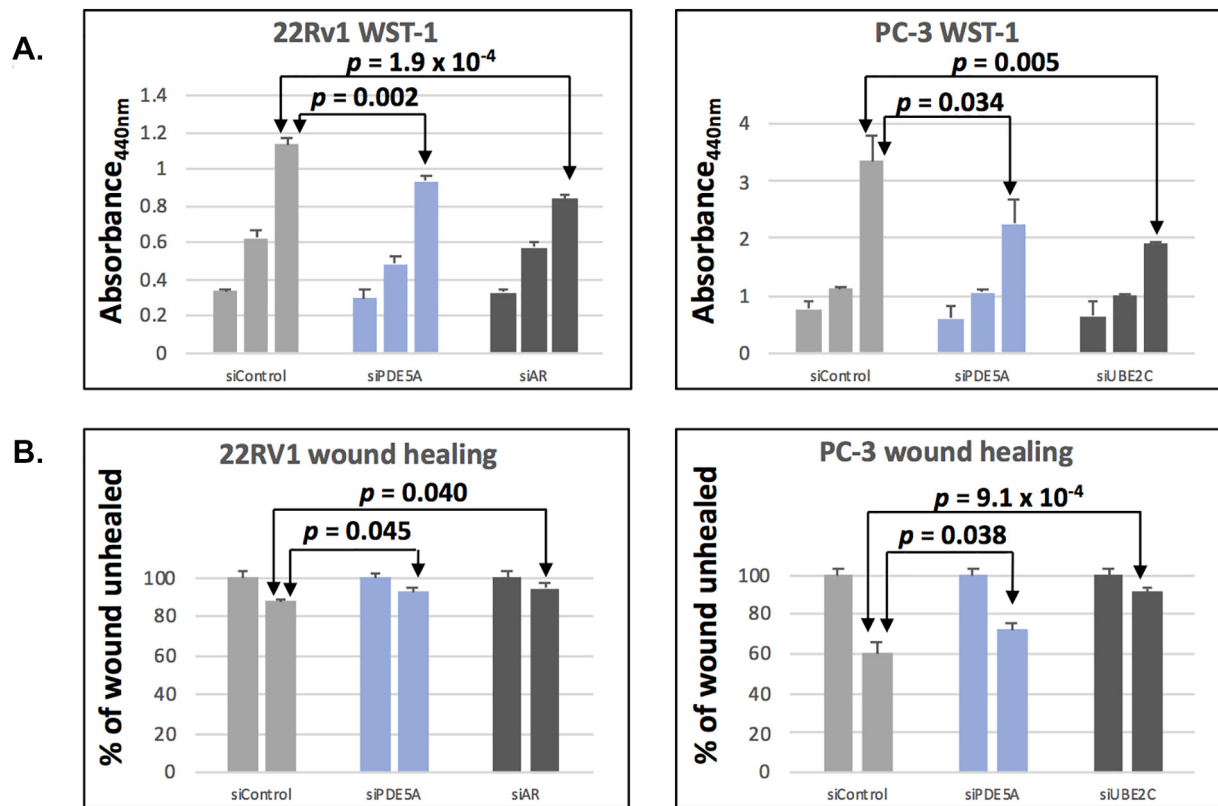 A.
22Rv1 WST-1
p = 1.9 x 10⁻⁴
p = 0.002
Absorbance₄₄₀ₙₘ
1.4
1.2
1
0.8
0.6
0.4
0.2
0
siControl siPDE5A siAR
PC-3 WST-1
p = 0.005
p = 0.034
Absorbance₄₄₀ₙₘ
4
3
2
1
0
siControl siPDE5A siUBE2C
B.
22RV1 wound healing
p = 0.040
p = 0.045
% of wound unhealed
100
80
60
40
20
0
siControl siPDE5A siAR
PC-3 wound healing
p = 9.1 x 10⁻⁴
p = 0.038
% of wound unhealed
100
80
60
40
20
0
siControl siPDE5A siUBE2C